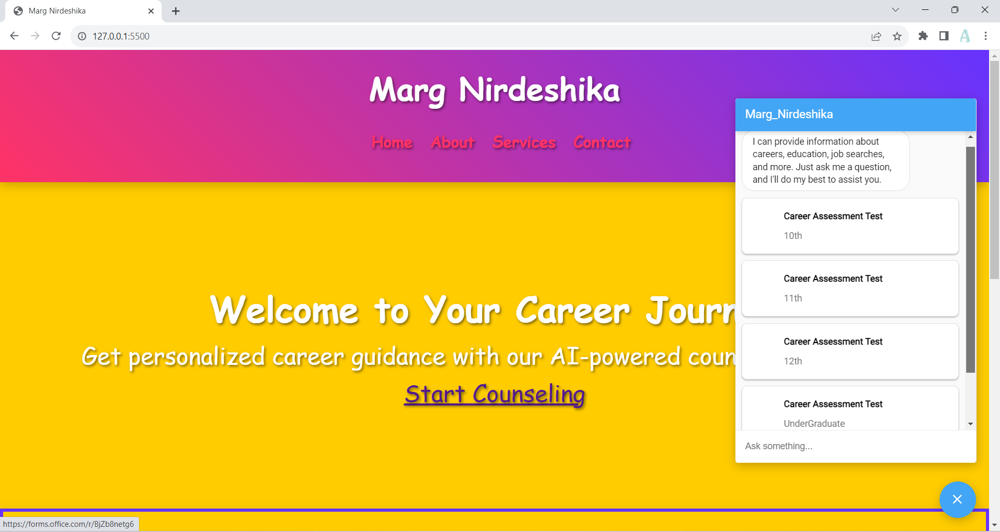 Marg Nirdeshika
127.0.0.1:5500
Marg Nirdeshika
Home About Services Contact
Welcome to Your Career Journ
Get personalized career guidance with our AI-powered coun
Start Counseling
Marg_Nirdeshika
I can provide information about
careers, education, job searches,
and more. Just ask me a question,
and I'll do my best to assist you.
Career Assessment Test
10th
Career Assessment Test
11th
Career Assessment Test
12th
Career Assessment Test
UnderGraduate
Ask something...
https://forms.office.com/r/BjZb8netg6